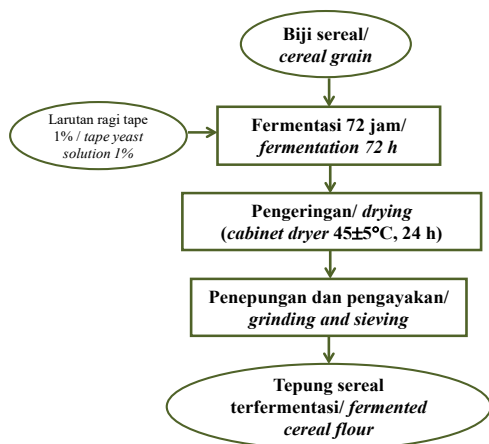 Biji sereal/
cereal grain
Larutan ragi tape
1% / tape yeast
solution 1%
Fermentasi 72 jam/
fermentation 72 h
Pengeringan/ drying
(cabinet dryer 45±5°C, 24 h)
Penepungan dan pengayakan/
grinding and sieving
Tepung sereal
terfermentasi/ fermented
cereal flour